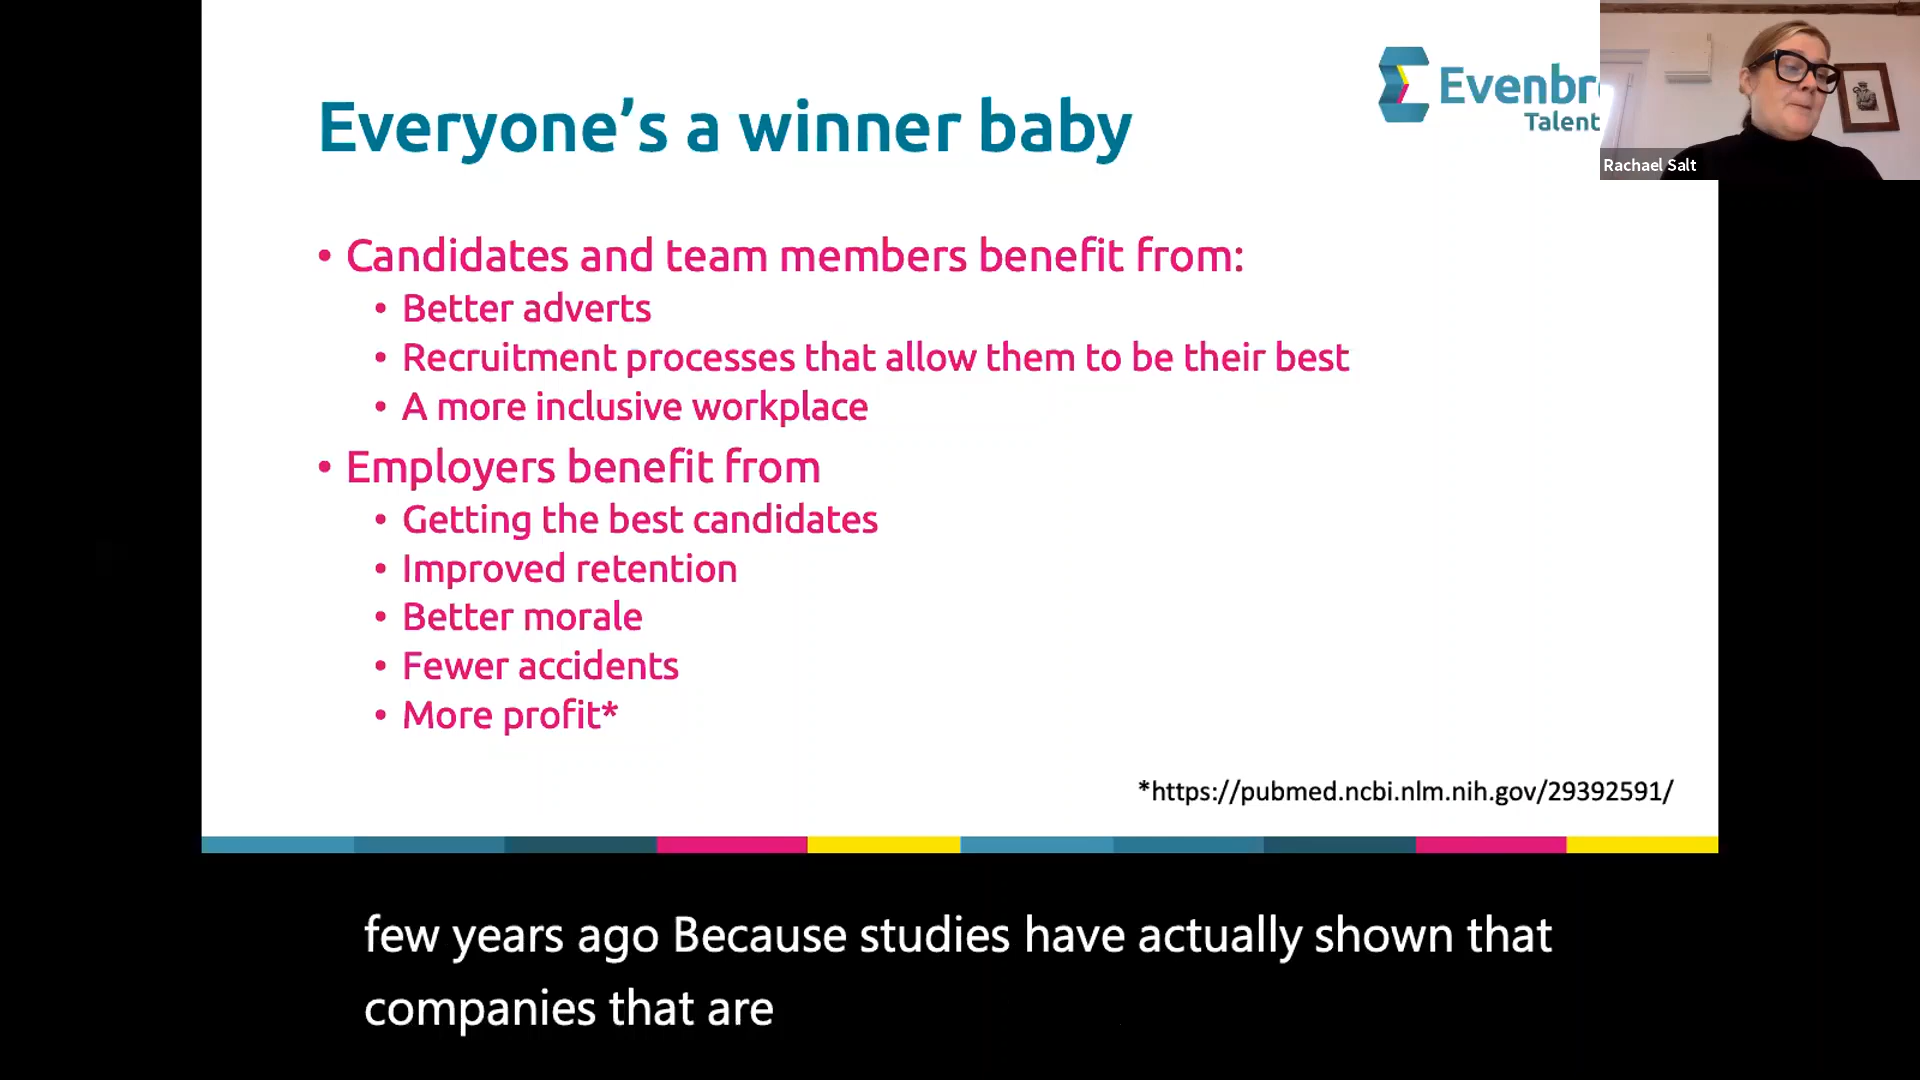 Everyone’s a winner baby
Evenbr
Talent
Rachael Salt
• Candidates and team members benefit from:
• Better adverts
• Recruitment processes that allow them to be their best
• A more inclusive workplace
• Employers benefit from
• Getting the best candidates
• Improved retention
• Better morale
• Fewer accidents
• More profit*
*https://pubmed.ncbi.nlm.nih.gov/29392591/
few years ago Because studies have actually shown that
companies that are